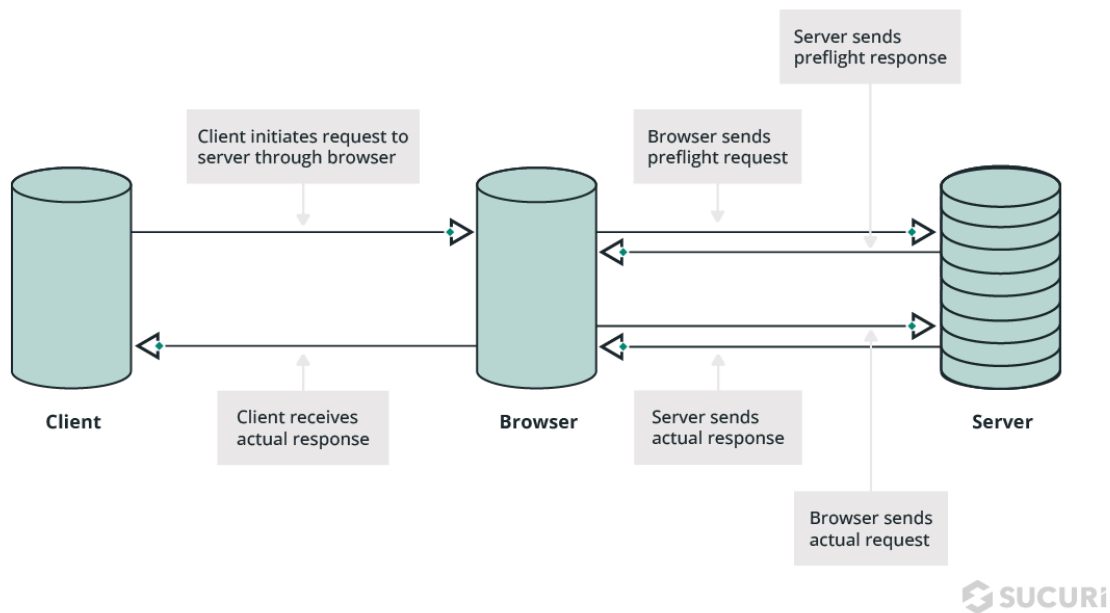 Server sends
preflight response
Client initiates request to
server through browser
Browser sends
preflight request
Client
Browser
Server
Client receives
actual response
Server sends
actual response
Browser sends
actual request
SUCURi